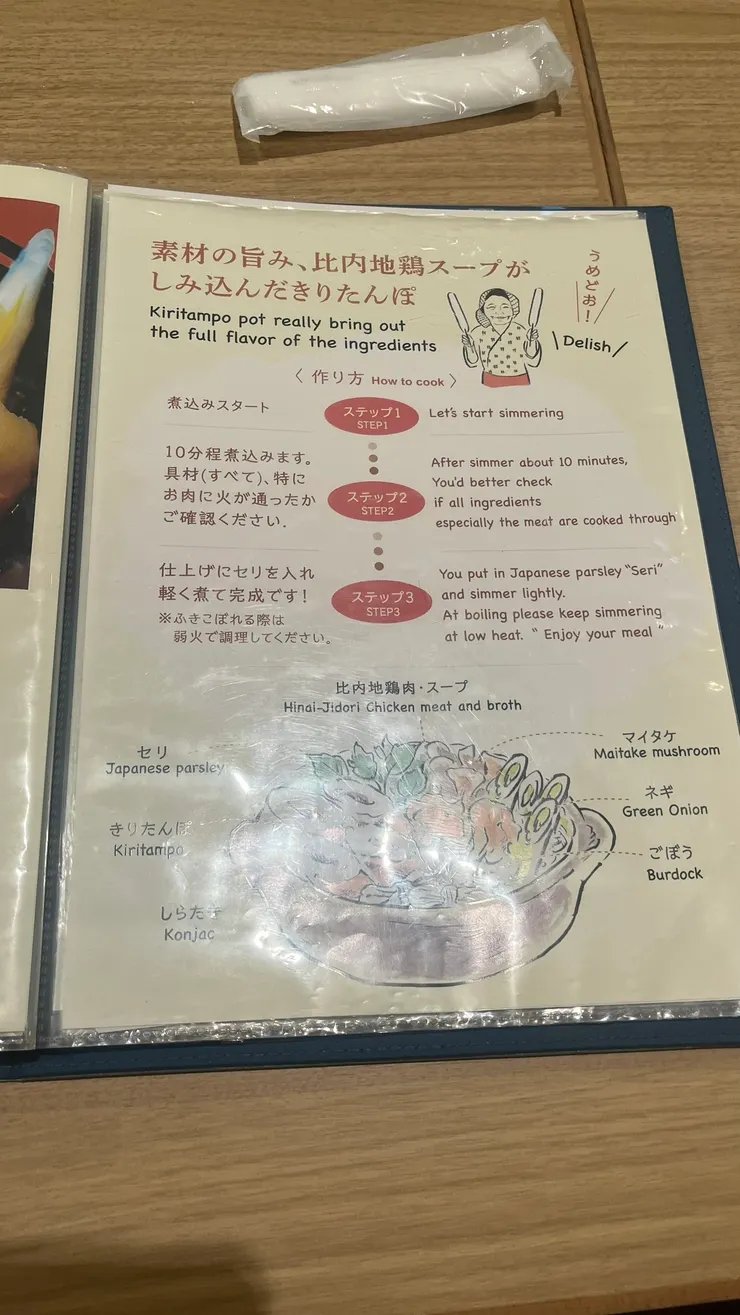 素材の旨み、比内地鶏スープが
しみ込んだきりたんぽ
Kiritampo pot really bring out
the full flavor of the ingredients
うめどぉ!
\Delish/
〈 作り方 How to cook 〉
煮込みスタート
ステップ1
STEP1
Let's start simmering
10分程煮込みます。
具材(すべて)、特に
お肉に火が通ったか
ご確認ください.
ステップ2
STEP2
After simmer about 10 minutes,
You'd better check
if all ingredients
especially the meat are cooked through
仕上げにセリを入れ
軽く煮て完成です!
※ふきこぼれる際は
弱火で調理してください。
ステップ3
STEP3
You put in Japanese parsley "Seri"
and simmer lightly.
At boiling please keep simmering
at low heat. " Enjoy your meal "
比内地鶏肉・スープ
Hinai-Jidori Chicken meat and broth
セリ
Japanese parsley
きりたんぽ
Kiritampo
しらたき
Konjac
マイタケ
Maitake mushroom
ネギ
Green Onion
ごぼう
Burdock